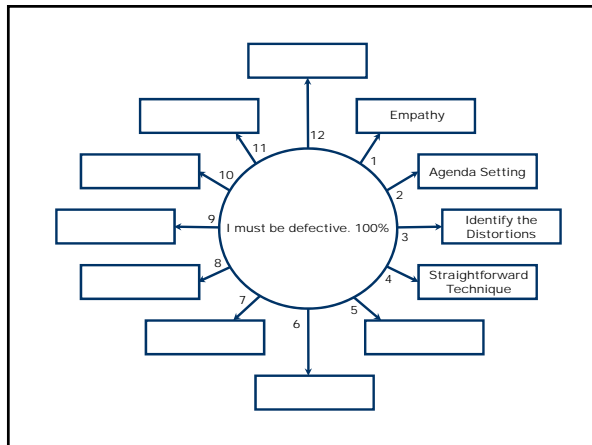 12
11
Empathy
1
10
Agenda Setting
2
9
I must be defective. 100%
3
Identify the
Distortions
8
4
Straightforward
Technique
7
6
5